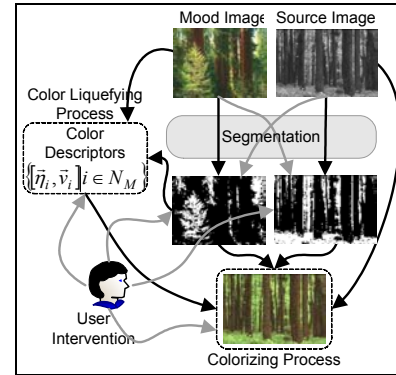 Mood Image
Source Image
Color Liquefying
Process
Color
Descriptors
{[η⃗ᵢ, v⃗ᵢ] i ∈ N_M}
Segmentation
User
Intervention
Colorizing Process